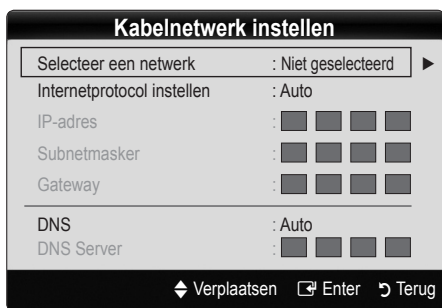 Kabelnetwerk instellen
Selecteer een netwerk : Niet geselecteerd
Internetprotocol instellen : Auto
IP-adres :
Subnetmasker :
Gateway :
DNS : Auto
DNS Server :
Verplaatsen Enter Terug